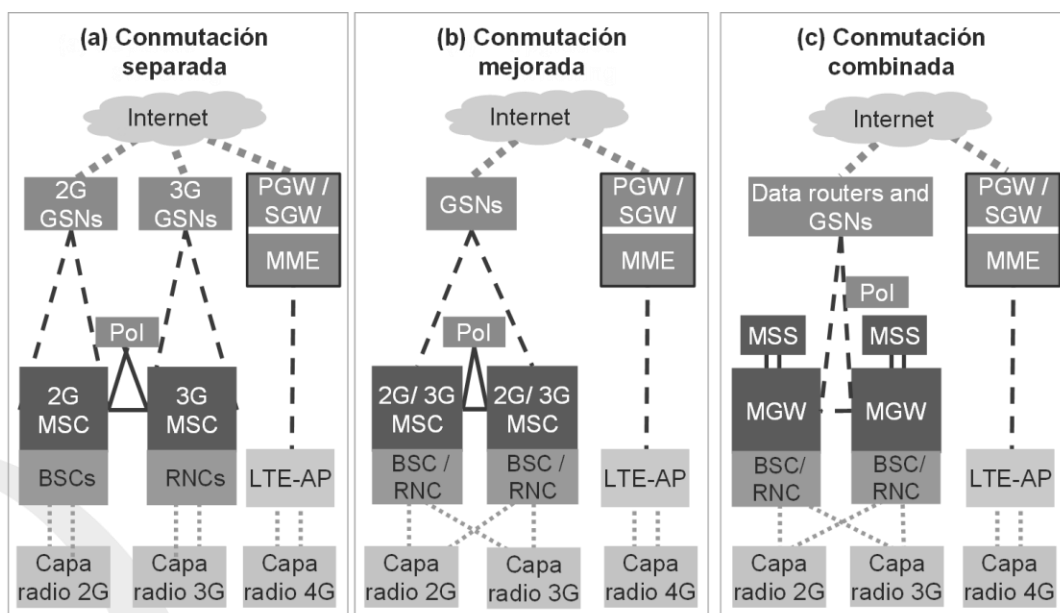 (a) Conmutación
separada
Internet
2G
GSNs
3G
GSNs
PGW /
SGW
MME
PoI
2G
MSC
3G
MSC
BSCs
RNCs
LTE-AP
Capa
radio 2G
Capa
radio 3G
Capa
radio 4G
(b) Conmutación
mejorada
Internet
GSNs
PGW /
SGW
MME
PoI
2G/ 3G
MSC
2G/ 3G
MSC
BSC /
RNC
BSC /
RNC
LTE-AP
Capa
radio 2G
Capa
radio 3G
Capa
radio 4G
(c) Conmutación
combinada
Internet
Data routers and
GSNs
PGW /
SGW
MME
PoI
MSS
MSS
MGW
MGW
BSC/
RNC
BSC/
RNC
LTE-AP
Capa
radio 2G
Capa
radio 3G
Capa
radio 4G